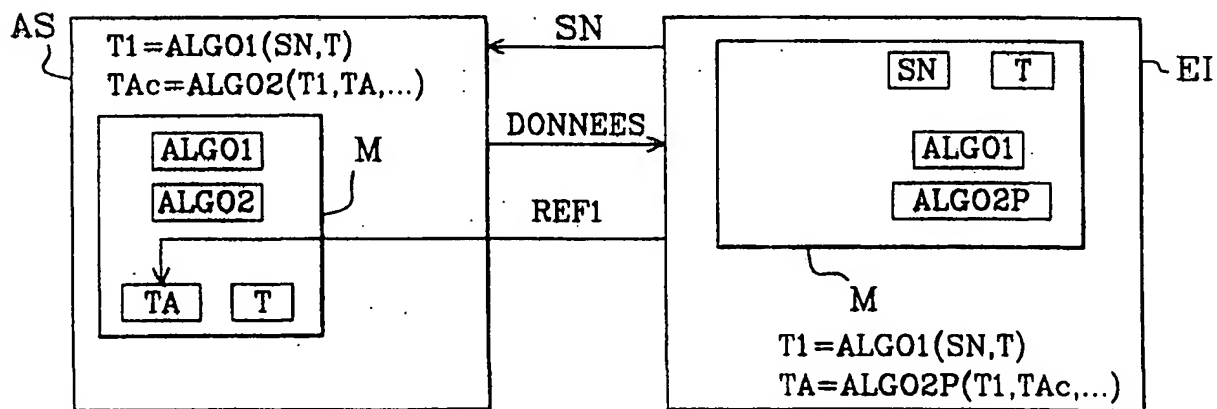 AS
T1=ALGO1(SN,T)
TAc=ALGO2(T1,TA,...)
ALGO1
ALGO2
M
TA
T
SN
DONNEES
REF1
SN
T
EI
ALGO1
ALGO2P
M
T1=ALGO1(SN,T)
TA=ALGO2P(T1,TAc,...)